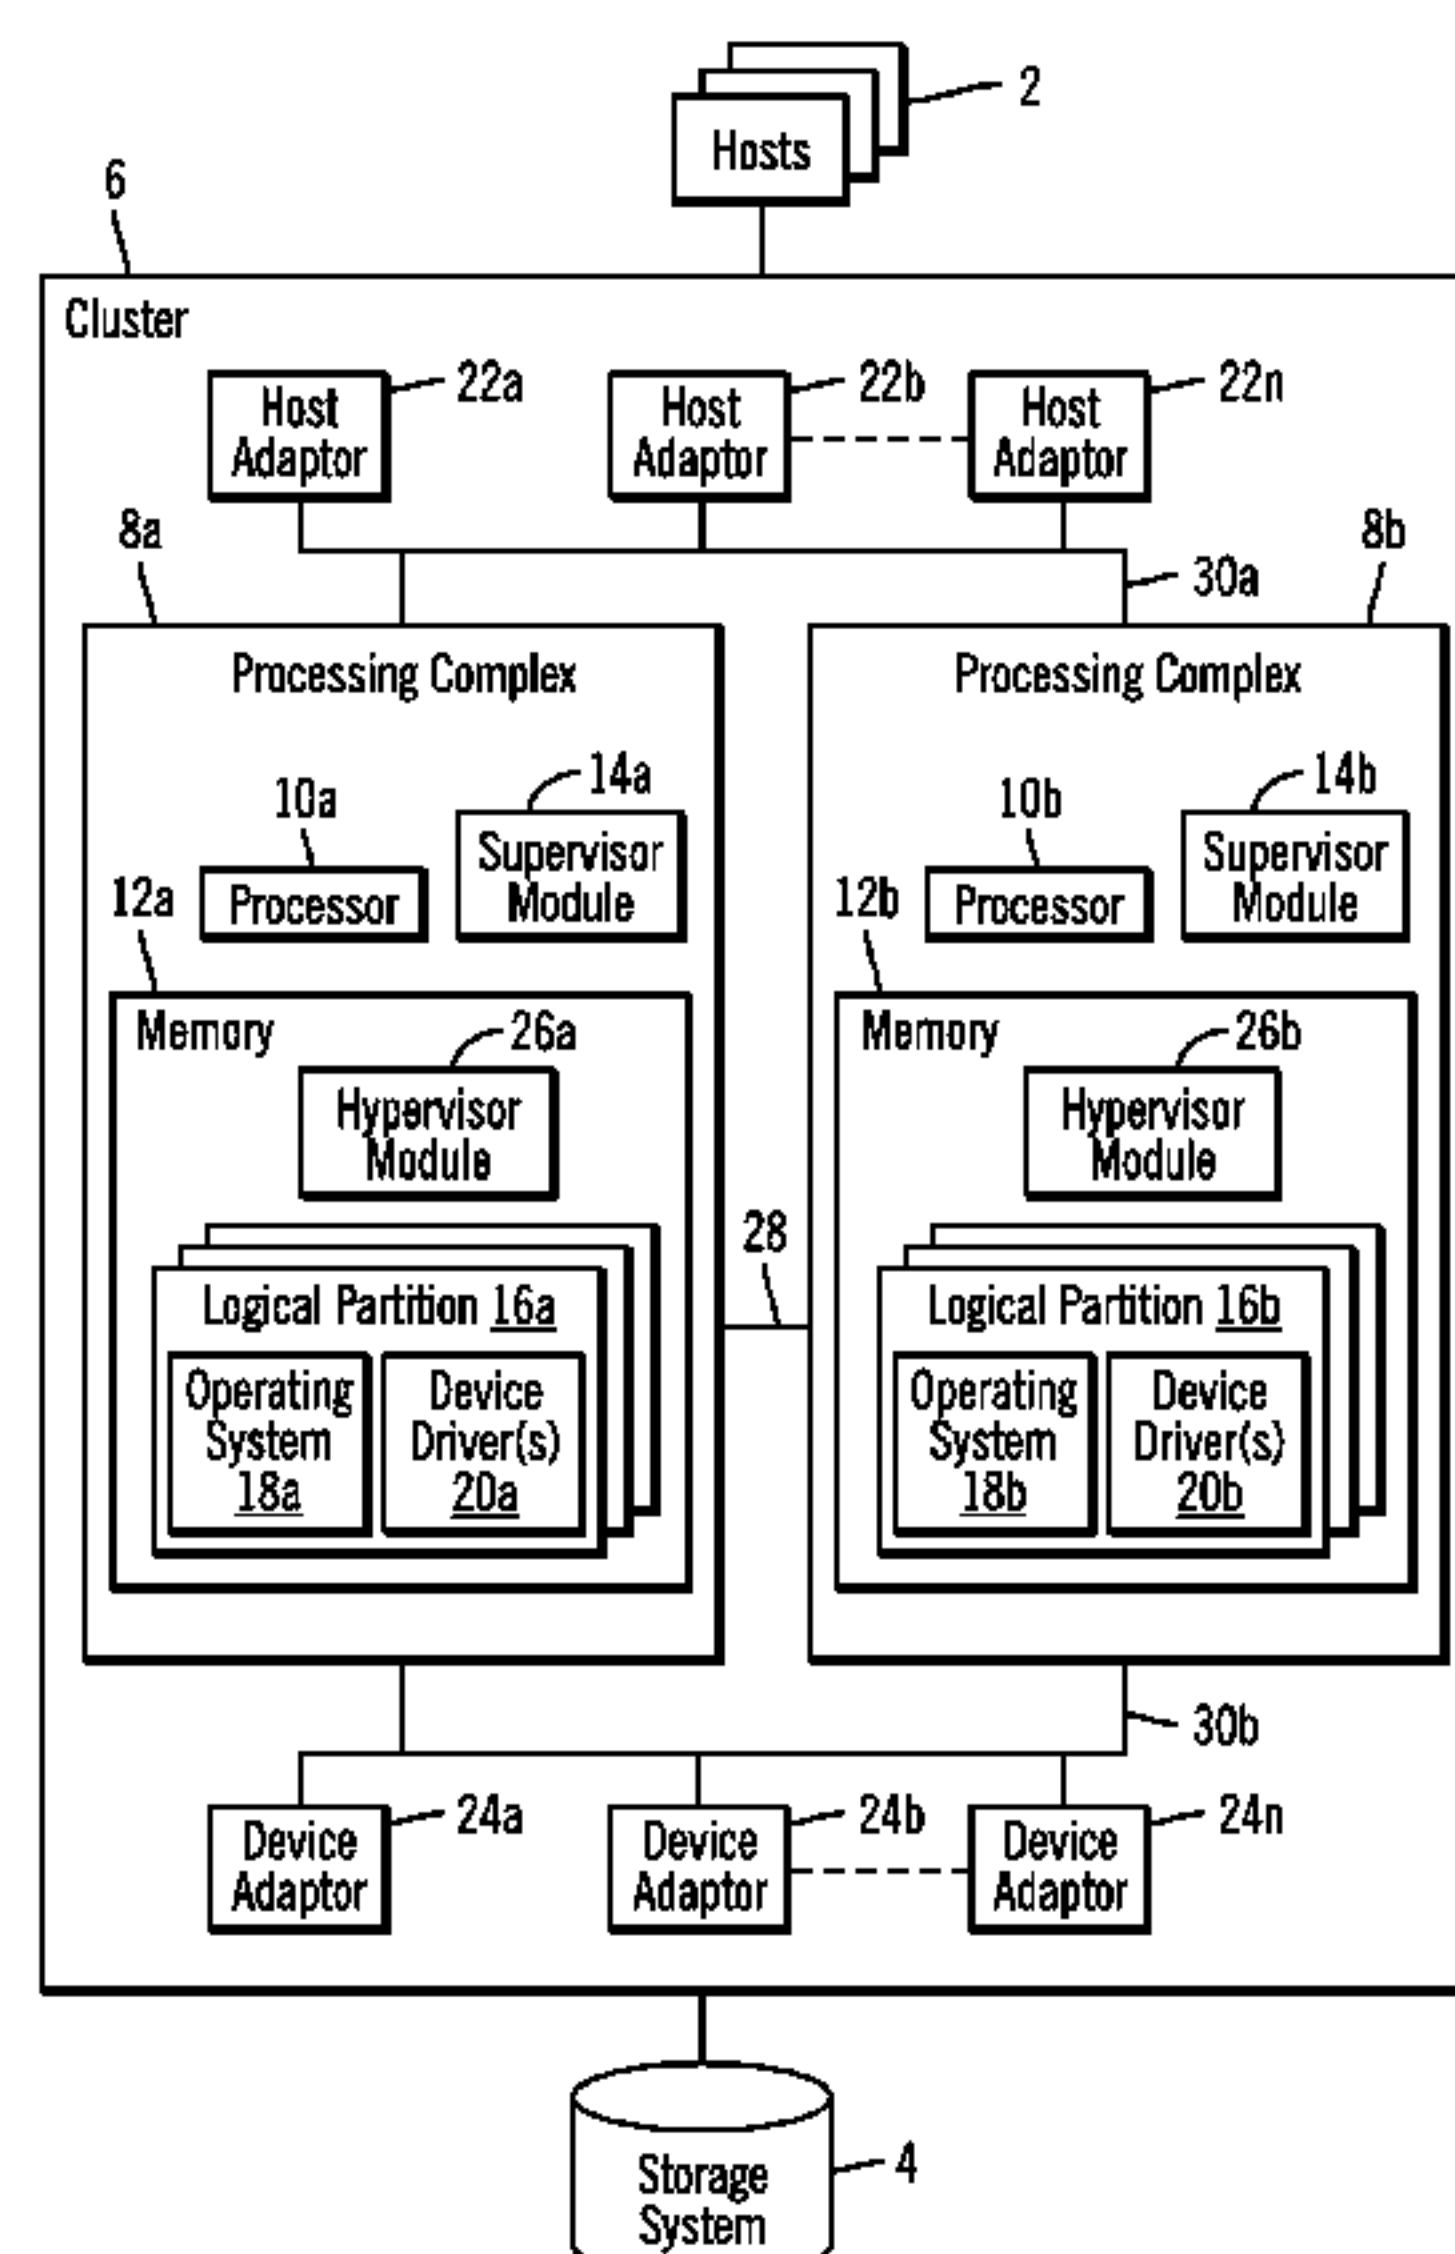 2
Hosts
6
Cluster
22a
22b
22n
Host
Adaptor
Host
Adaptor
Host
Adaptor
8a
8b
30a
Processing Complex
10a
14a
Supervisor
Module
Processor
12a
Memory
26a
Hypervisor
Module
Logical Partition 16a
Operating
System
18a
Device
Driver(s)
20a
28
Processing Complex
10b
14b
Supervisor
Module
Processor
12b
Memory
26b
Hypervisor
Module
Logical Partition 16b
Operating
System
18b
Device
Driver(s)
20b
30b
24a
24b
24n
Device
Adaptor
Device
Adaptor
Device
Adaptor
Storage
System
4